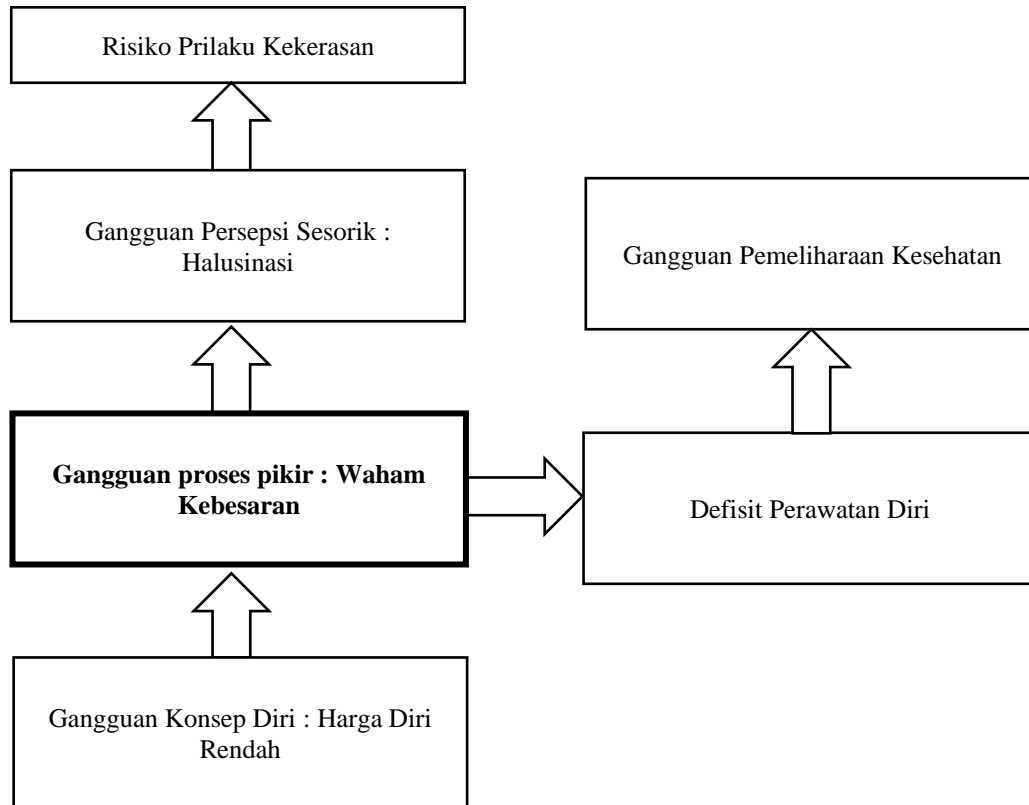 Risiko Prilaku Kekerasan
Gangguan Persepsi Sesorik :
Halusinasi
Gangguan Pemeliharaan Kesehatan
Gangguan proses pikir : Waham
Kebesaran
Defisit Perawatan Diri
Gangguan Konsep Diri : Harga Diri
Rendah